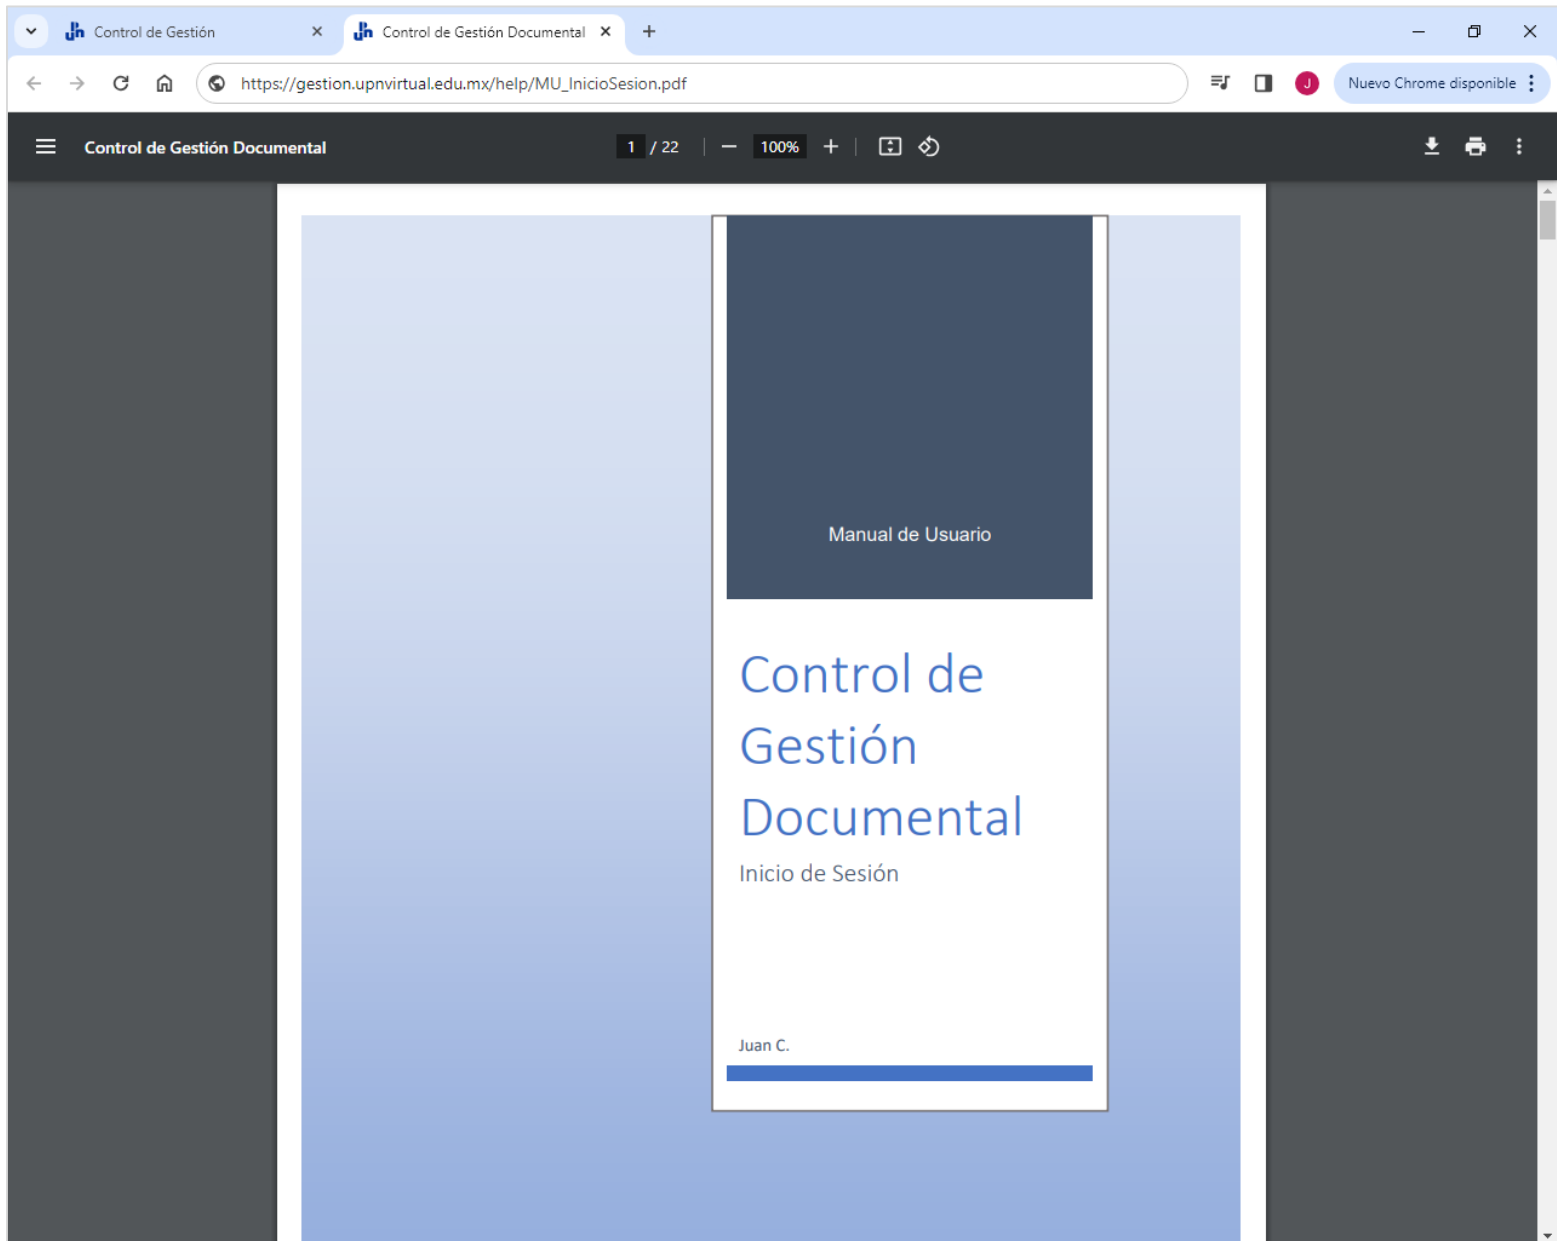 Control de Gestión
Control de Gestión Documental
https://gestion.upnvirtual.edu.mx/help/MU_InicioSesion.pdf
J
Nuevo Chrome disponible
Control de Gestión Documental
1 / 22
100%
Manual de Usuario
Control de
Gestión
Documental
Inicio de Sesión
Juan C.